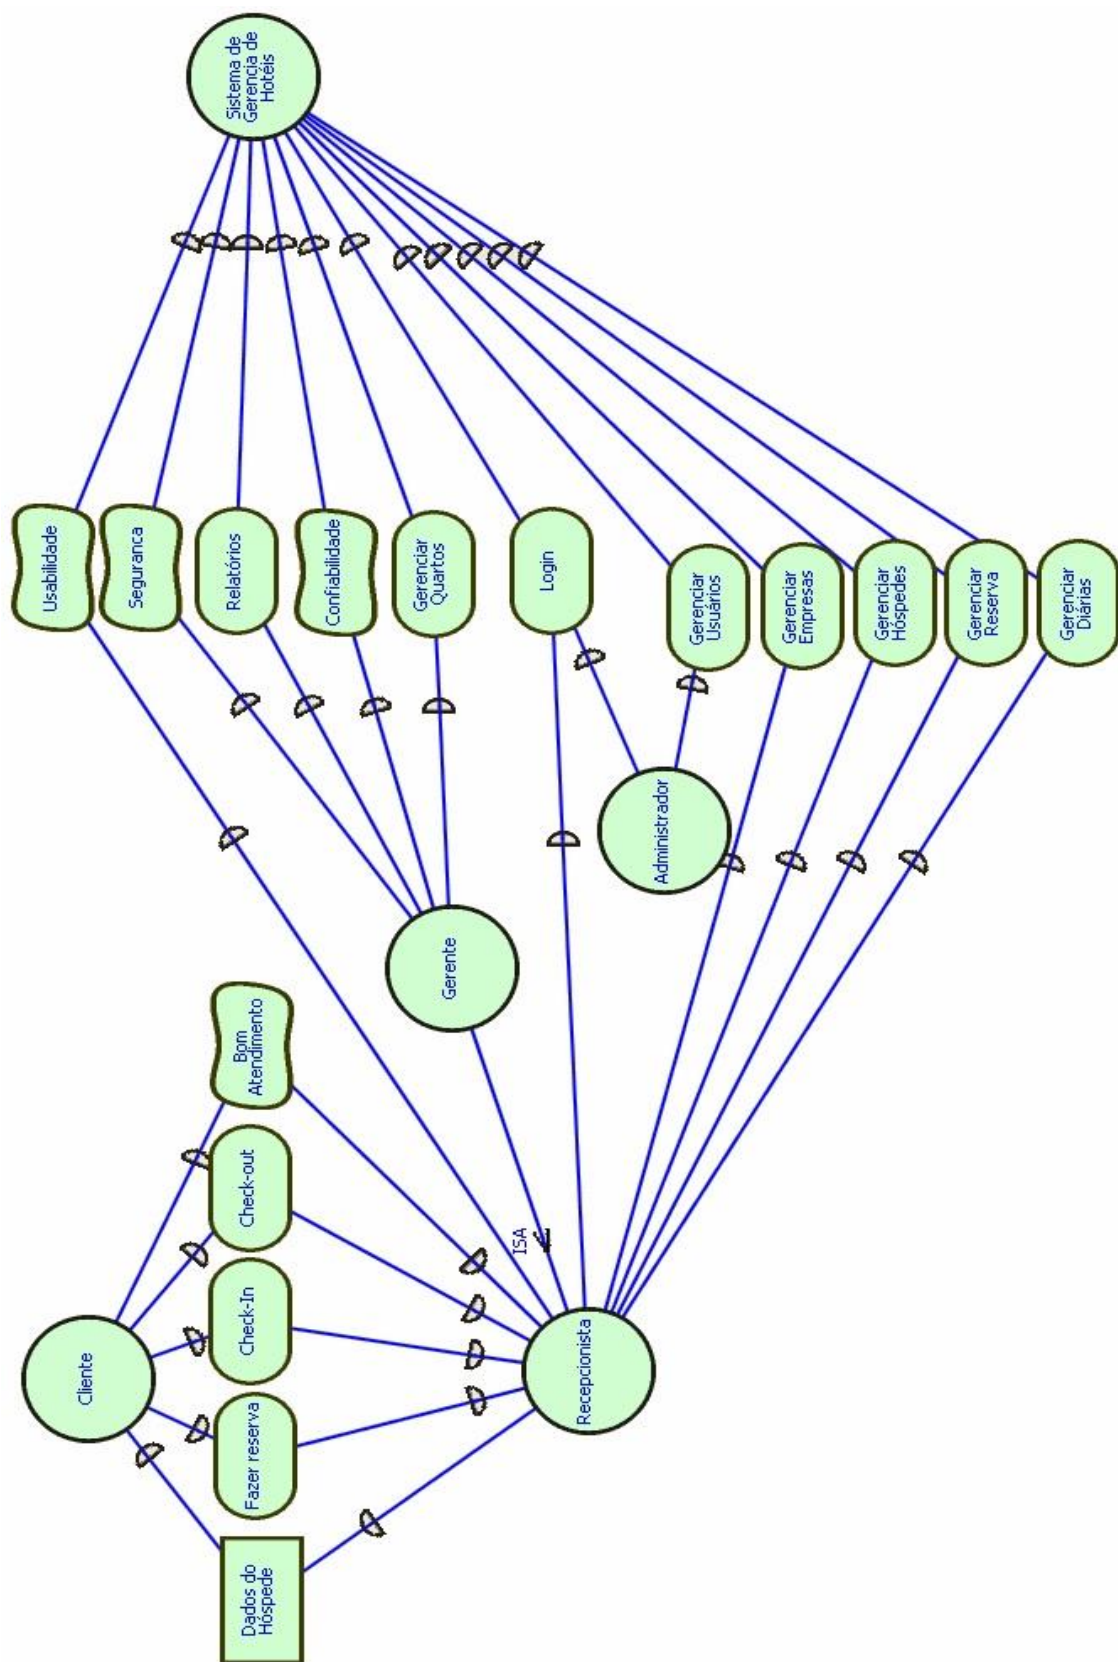 Cliente
Dados do
Hóspede
Fazer reserva
Check-In
Check-out
Bom
Atendimento
ISA
Recepcionista
Gerente
Administrador
Usabilidade
Seguranca
Relatórios
Confiabilidade
Gerenciar
Quartos
Login
Gerenciar
Usuários
Gerenciar
Empresas
Gerenciar
Hóspedes
Gerenciar
Reserva
Gerenciar
Diárias
Sistema de
Gerencia de
Hotéis